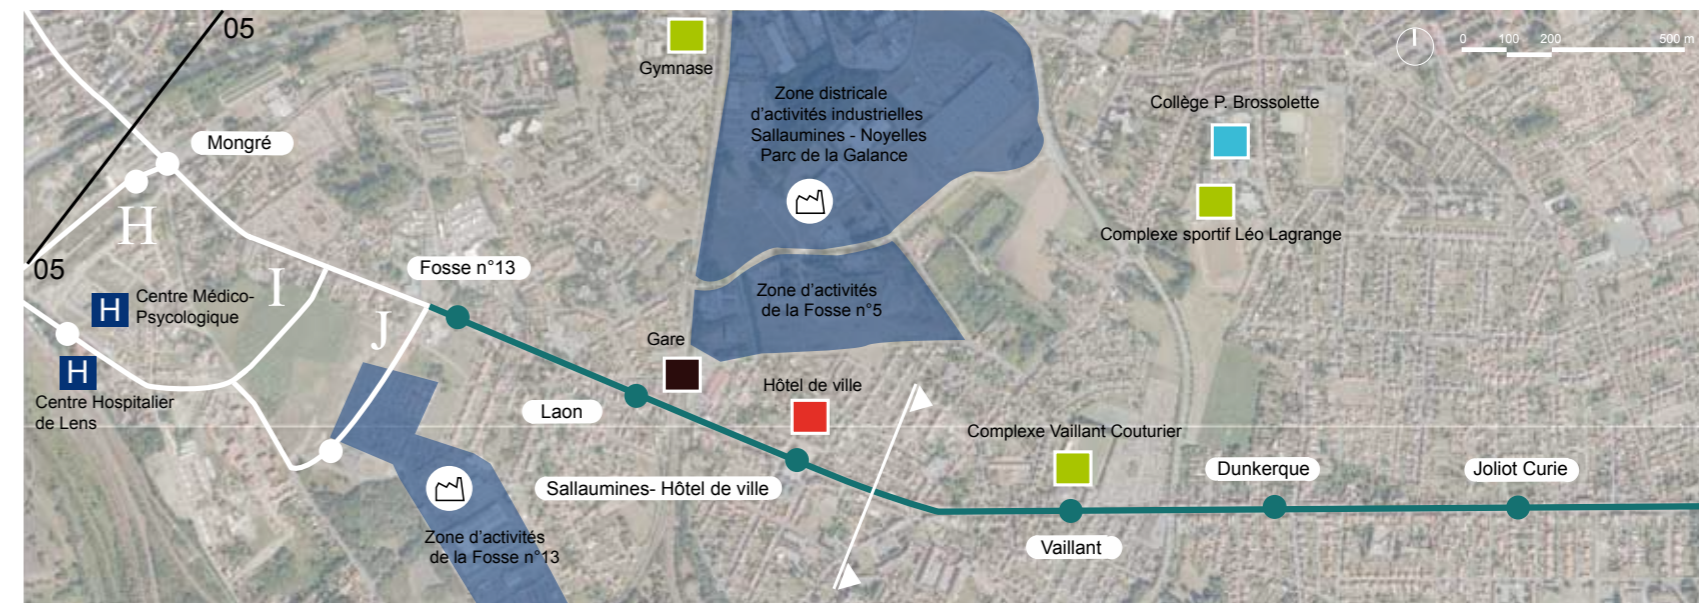 05
Mongré
H
05
I
H
Centre Médico-
Psycologique
J
H
Centre Hospitalier
de Lens
Fosse n°13
Gymnase
Zone districale
d'activités industrielles
Sallaumines - Noyelles
Parc de la Galance
Zone d'activités
de la Fosse n°5
Gare
Laon
Hôtel de ville
Sallaumines- Hôtel de ville
Zone d'activités
de la Fosse n°13
0 100 200 500 m
Collège P. Brossolette
Complexe sportif Léo Lagrange
Complexe Vaillant Couturier
Vaillant
Dunkerque
Joliot Curie